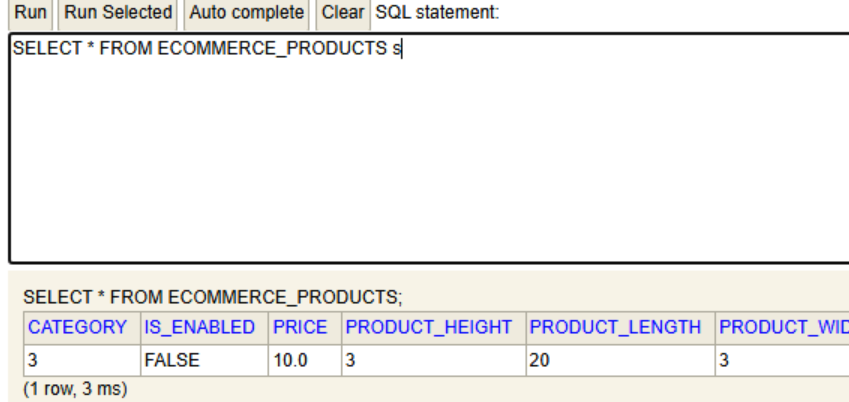 Run Run Selected Auto complete Clear SQL statement:
SELECT * FROM ECOMMERCE_PRODUCTS s
SELECT * FROM ECOMMERCE_PRODUCTS;
CATEGORY IS_ENABLED PRICE PRODUCT_HEIGHT PRODUCT_LENGTH PRODUCT_WID
3 FALSE 10.0 3 20 3
(1 row, 3 ms)